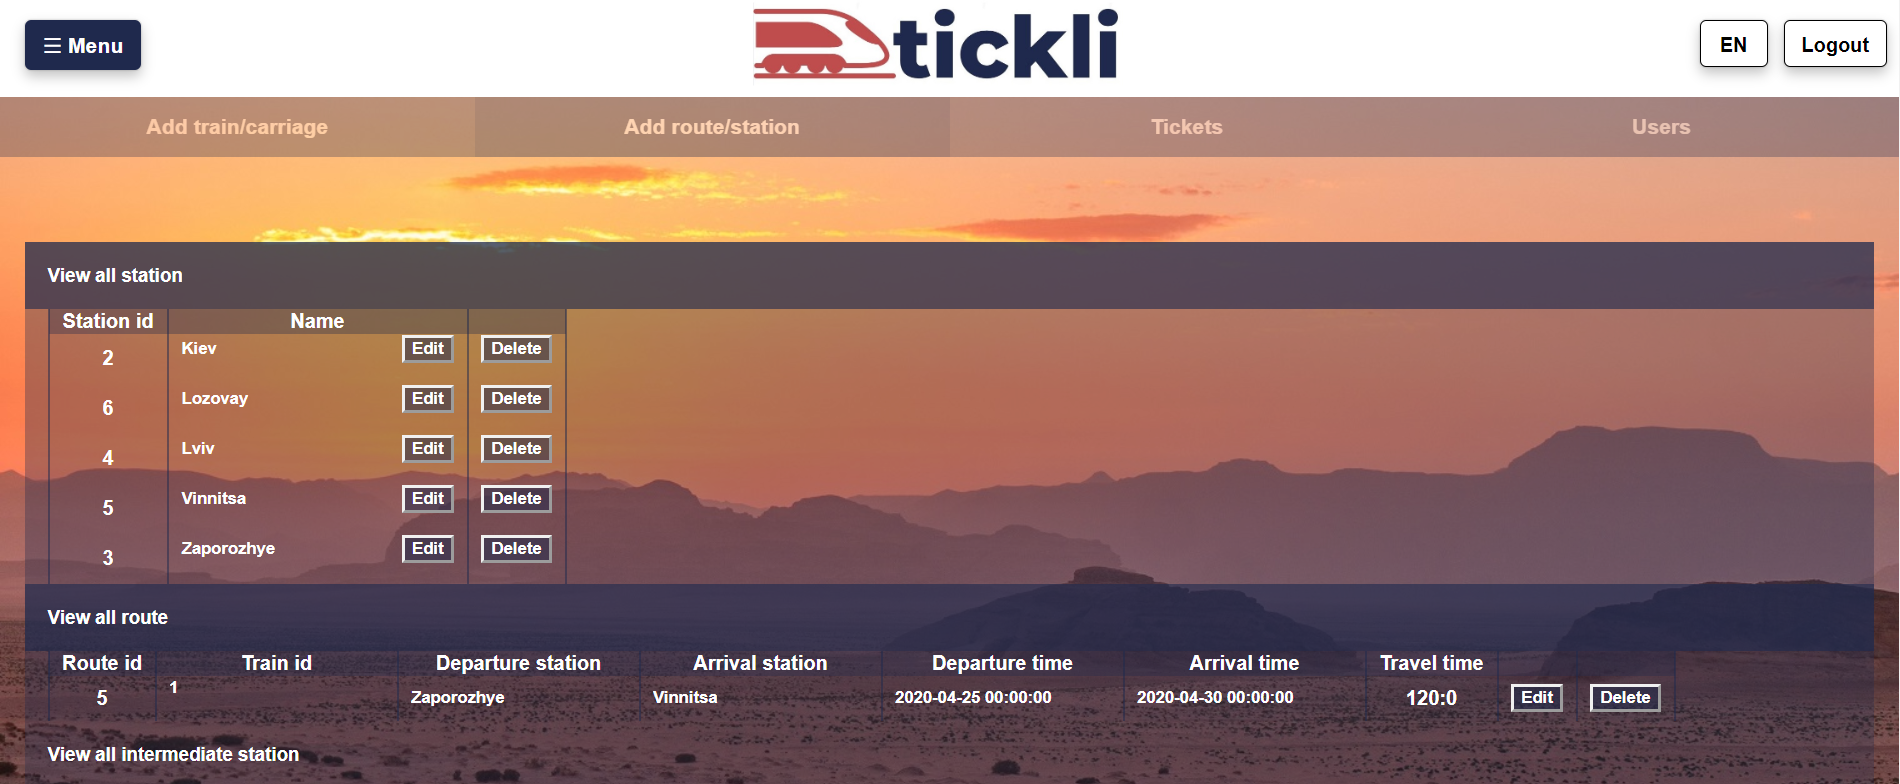 ☰ Menu
tickli
EN
Logout
Add train/carriage
Add route/station
Tickets
Users
View all station
Station id Name
2 Kiev Edit Delete
6 Lozovay Edit Delete
4 Lviv Edit Delete
5 Vinnitsa Edit Delete
3 Zaporozhye Edit Delete
View all route
Route id Train id Departure station Arrival station Departure time Arrival time Travel time
5 1 Zaporozhye Vinnitsa 2020-04-25 00:00:00 2020-04-30 00:00:00 120:0 Edit Delete
View all intermediate station